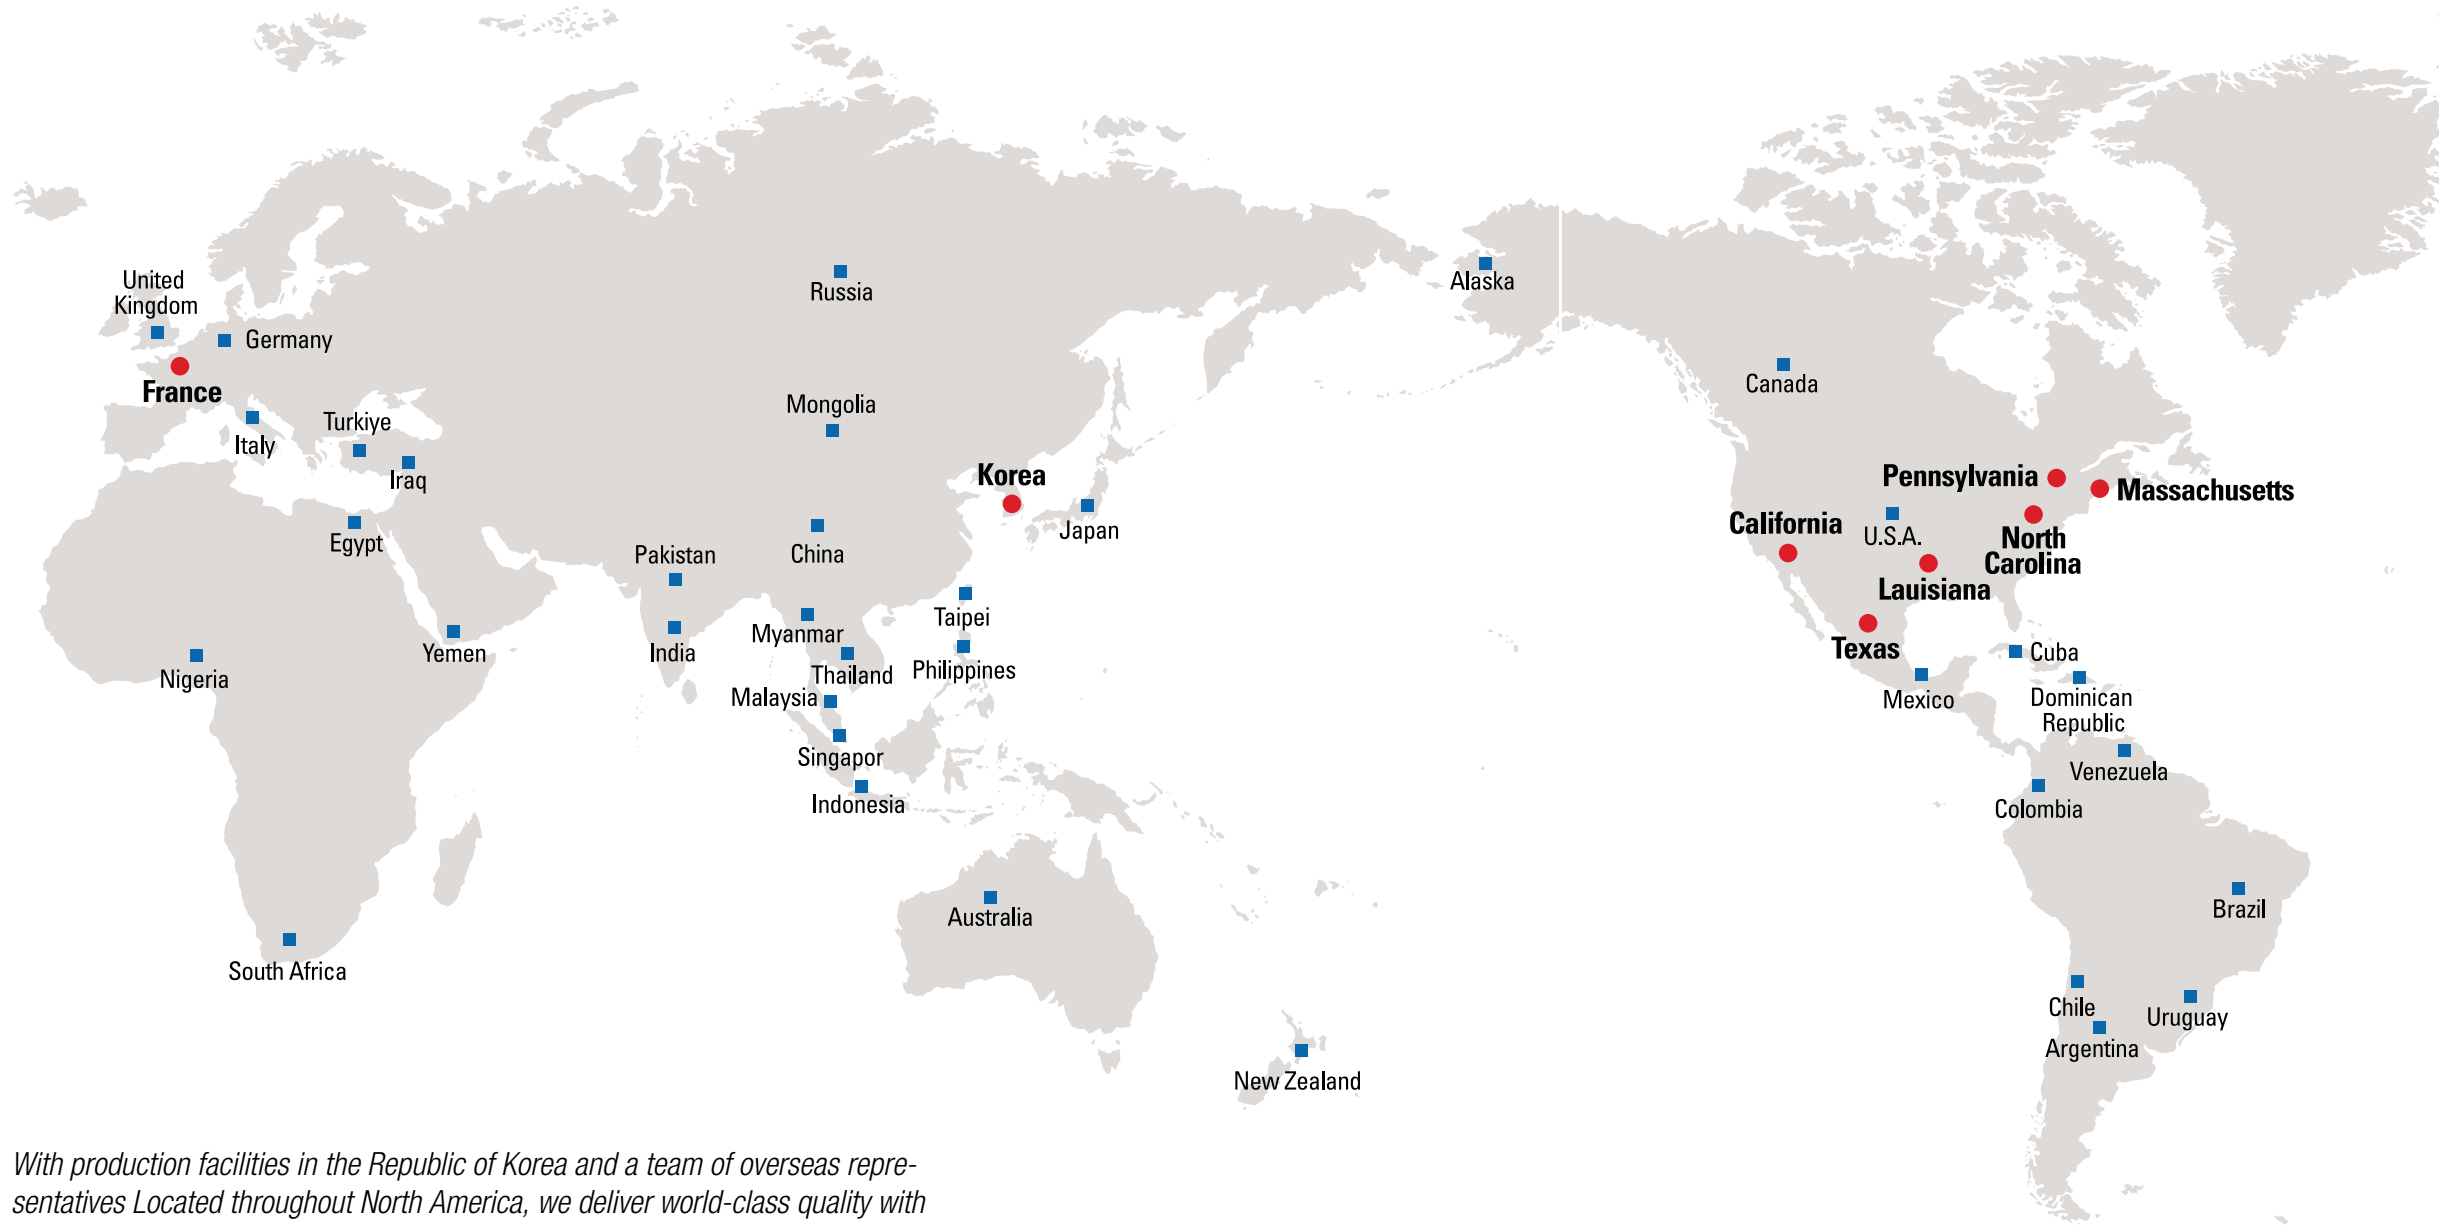 United
Kingdom
Germany
France
Italy
Turkiye
Iraq
Egypt
Nigeria
Yemen
South Africa
Russia
Mongolia
Korea
Japan
China
Pakistan
India
Myanmar
Thailand
Taipei
Philippines
Malaysia
Singapor
Indonesia
Australia
New Zealand
Alaska
Canada
Pennsylvania
Massachusetts
California
U.S.A.
North
Carolina
Lauisiana
Texas
Mexico
Cuba
Dominican
Republic
Venezuela
Colombia
Brazil
Chile
Uruguay
Argentina
With production facilities in the Republic of Korea and a team of overseas repre-
sentatives Located throughout North America, we deliver world-class quality with